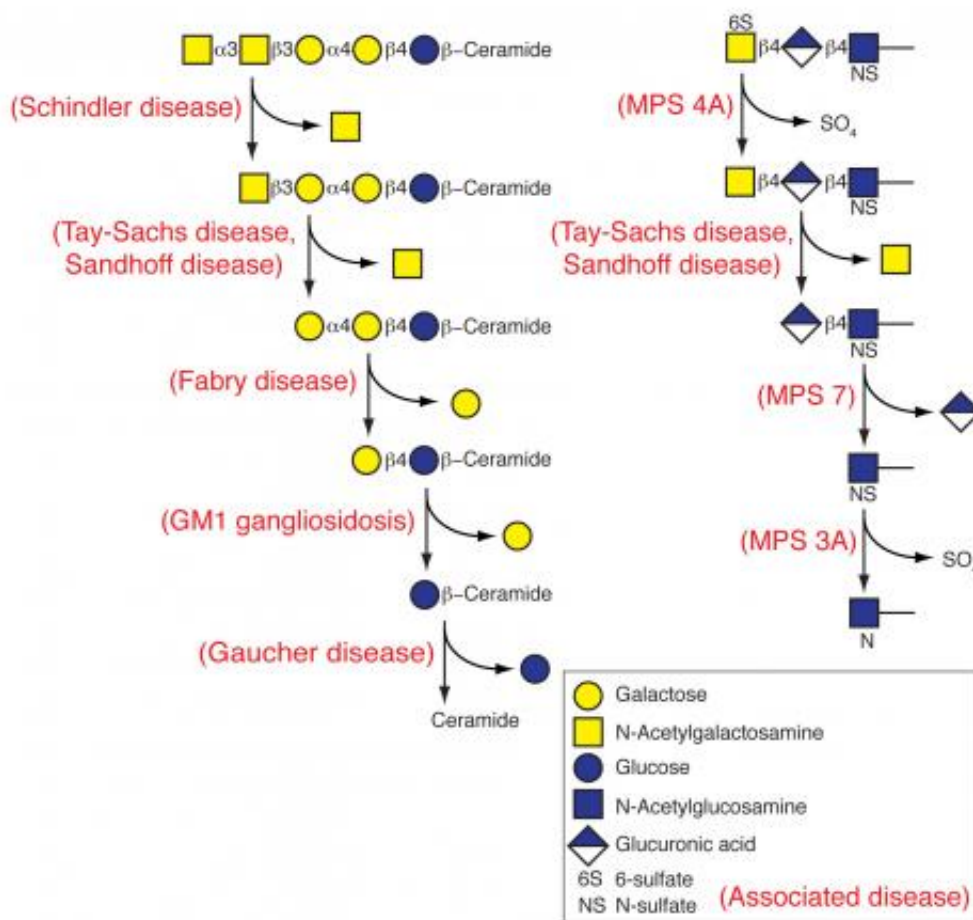 α3 β3 α4 β4 β-Ceramide
(Schindler disease)
β3 α4 β4 β-Ceramide
(Tay-Sachs disease,
Sandhoff disease)
α4 β4 β-Ceramide
(Fabry disease)
β4 β-Ceramide
(GM1 gangliosidosis)
β-Ceramide
(Gaucher disease)
Ceramide
6S
β4 β4
NS
(MPS 4A)
SO4
β4 β4
NS
(Tay-Sachs disease,
Sandhoff disease)
β4
NS
(MPS 7)
NS
(MPS 3A)
SO
N
Galactose
N-Acetylgalactosamine
Glucose
N-Acetylglucosamine
Glucuronic acid
6S 6-sulfate
NS N-sulfate
(Associated disease)